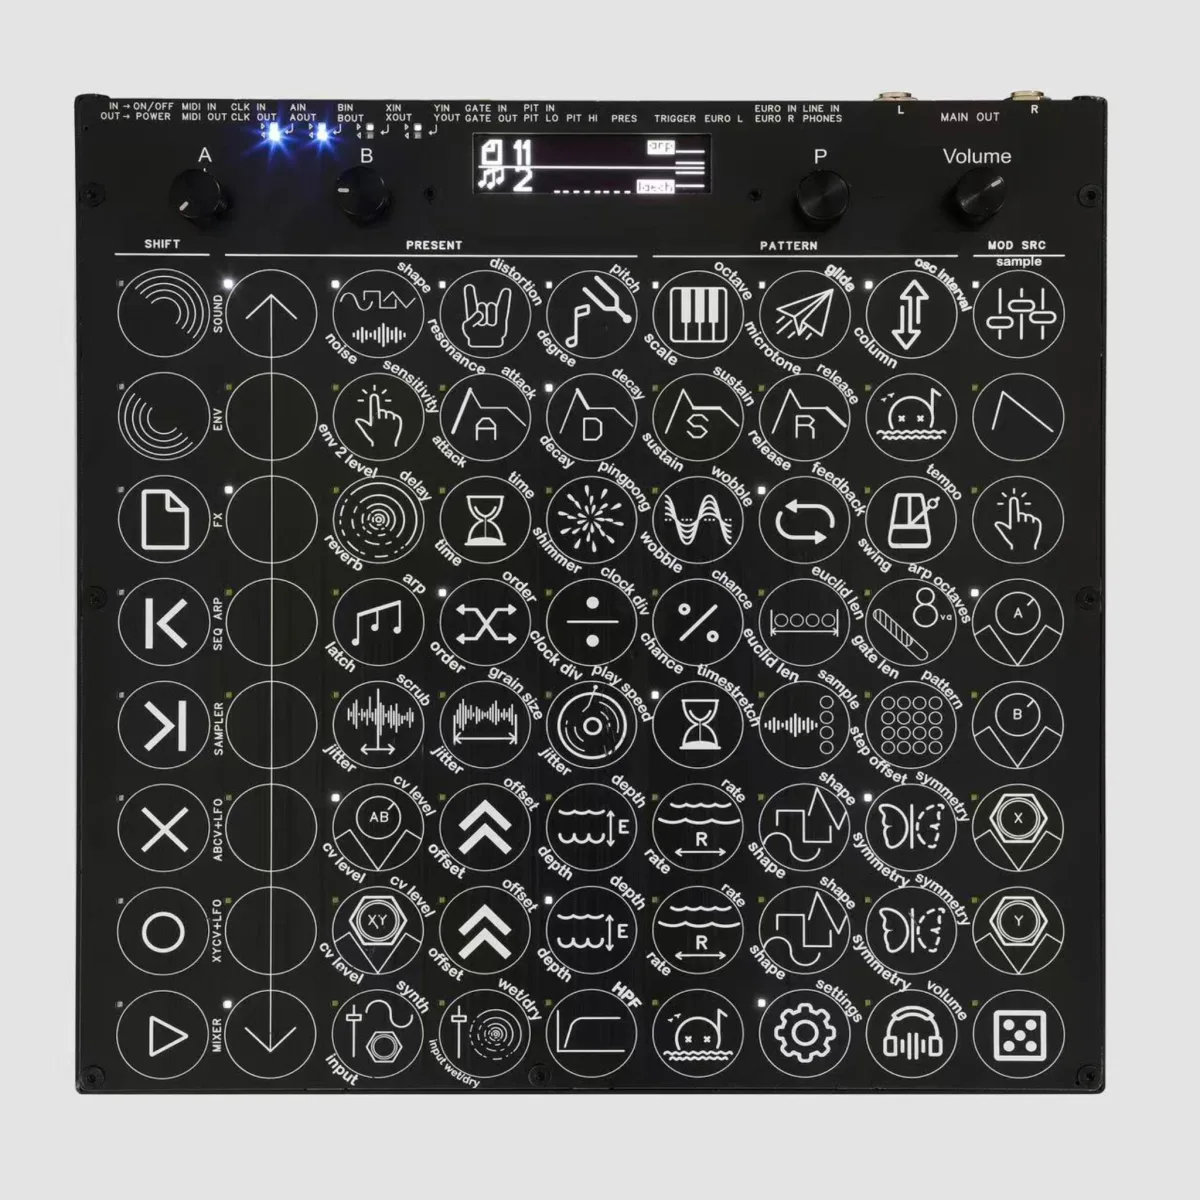 IN → ON/OFF MIDI IN CLK IN AIN BIN XIN YIN GATE IN PIT IN EURO IN LINE IN
OUT → POWER MIDI OUT CLK OUT AOUT BOUT XOUT YOUT GATE OUT PIT LO PIT HI PRES TRIGGER EURO L EURO R PHONES
L MAIN OUT R
A B P Volume
11 arp
2 latch
SHIFT PRESENT PATTERN MOD SRC
SOUND
shape noise
distortion resonance
pitch degree
octave scale
glide microtone
osc interval column
sample
ENV
sensitivity env 2 level
attack A attack
decay D decay
sustain S sustain
release R release
FX
delay reverb
time time
pingpong shimmer
wobble wobble
feedback
tempo swing
SEQ ARP
arp latch
order order
clock div clock div
chance % chance
euclid len euclid len
arp octaves 8va gate len
A
SAMPLER
scrub jitter
grain size jitter
play speed jitter
timestretch
sample
pattern step offset
B
ABCV+LFO
cv level AB cv level
offset offset
depth E depth
rate R rate
shape shape
symmetry A symmetry
X
XYCV+LFO
cv level XY cv level
offset offset
depth E depth
rate R rate
shape shape
symmetry A symmetry
Y
MIXER
synth input
wet/dry input wet/dry
HPF
settings
volume